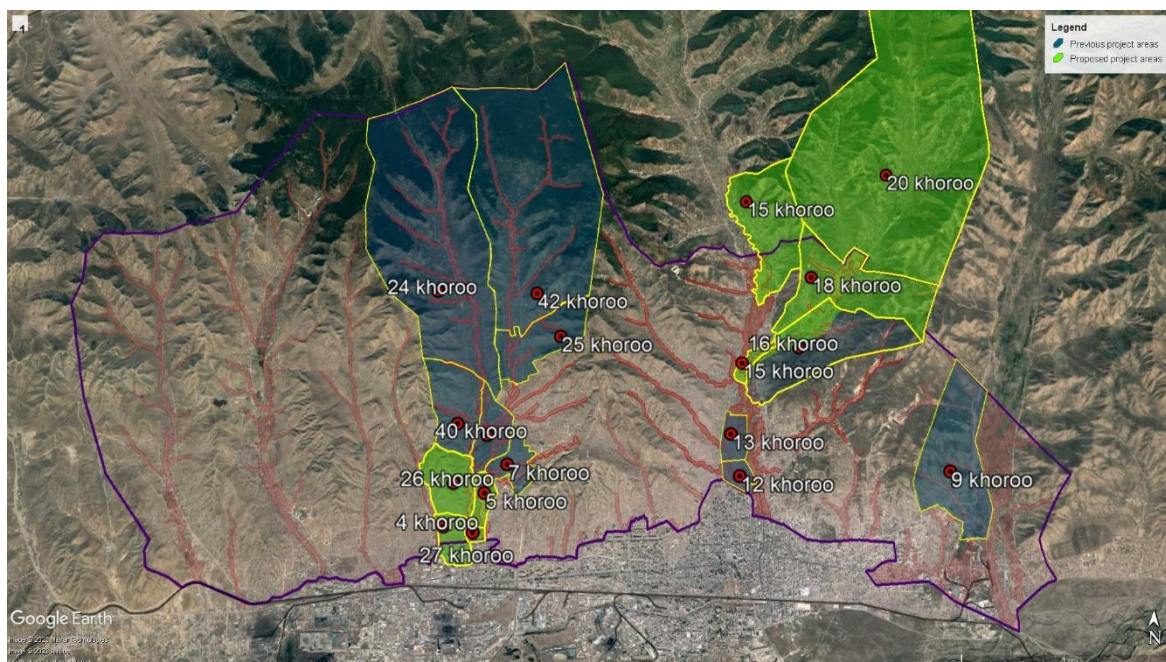 1
Legend
Previous project areas
Proposed project areas
20 khoroo
15 khoroo
18 khoroo
24 khoroo
42 khoroo
25 khoroo
16 khoroo
15 khoroo
40 khoroo
13 khoroo
7 khoroo
12 khoroo
9 khoroo
26 khoroo
5 khoroo
4 khoroo
27 khoroo
Google Earth
N